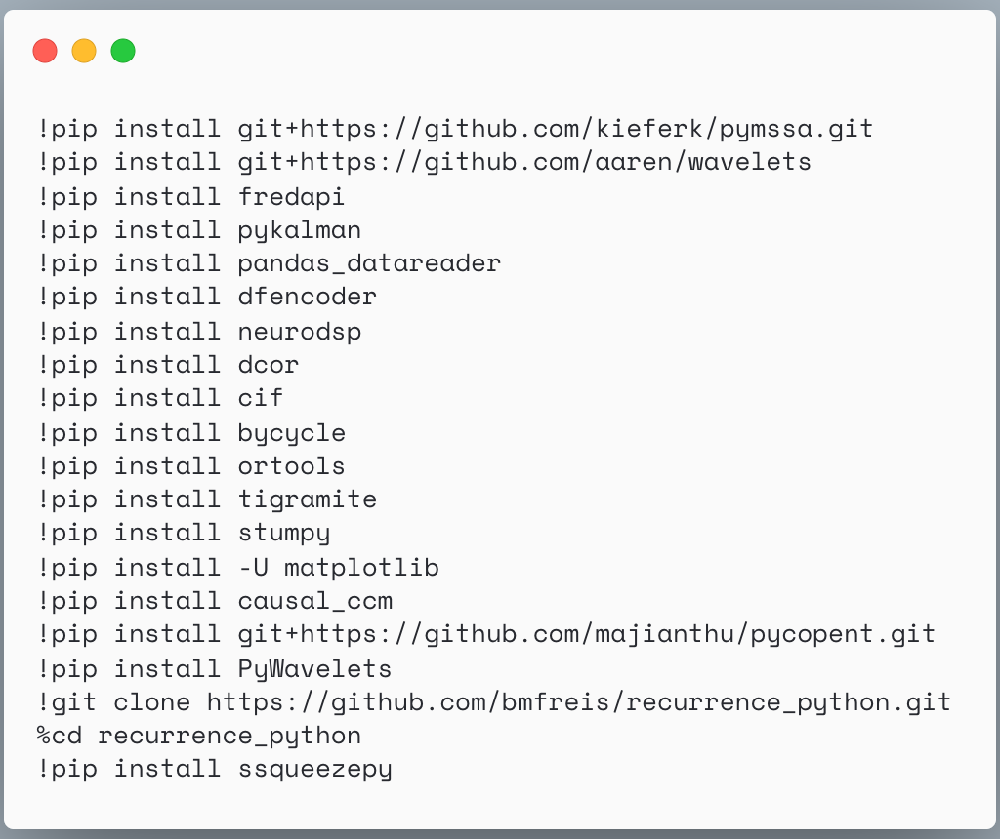 !pip install git+https://github.com/kieferk/pymssa.git
!pip install git+https://github.com/aaren/wavelets
!pip install fredapi
!pip install pykalman
!pip install pandas_datareader
!pip install dfencoder
!pip install neurodsp
!pip install dcor
!pip install cif
!pip install bycycle
!pip install ortools
!pip install tigramite
!pip install stumpy
!pip install -U matplotlib
!pip install causal_ccm
!pip install git+https://github.com/majianthu/pycopent.git
!pip install PyWavelets
!git clone https://github.com/bmfreis/recurrence_python.git
%cd recurrence_python
!pip install ssqueezepy